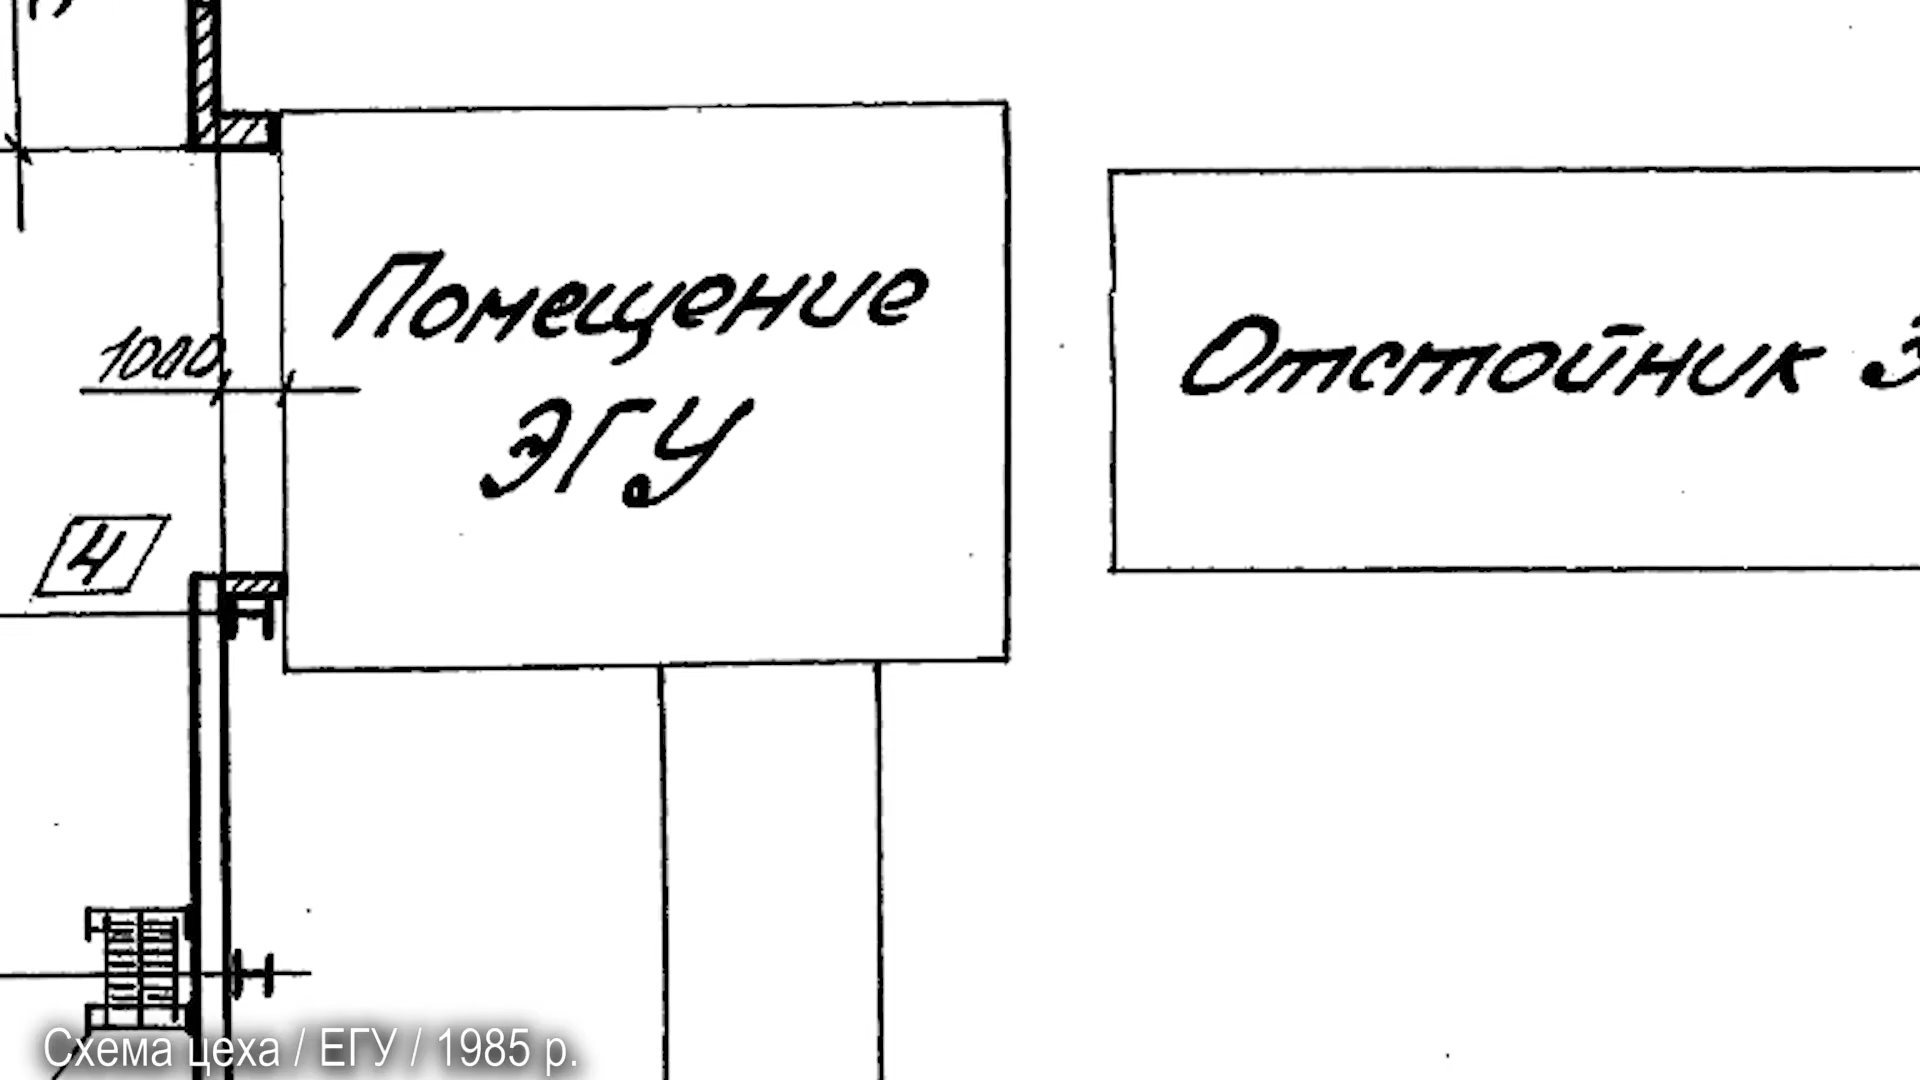 Помещение
ЭГУ
Отстойник Э
1000
4
Схема цеха / ЕГУ / 1985 р.